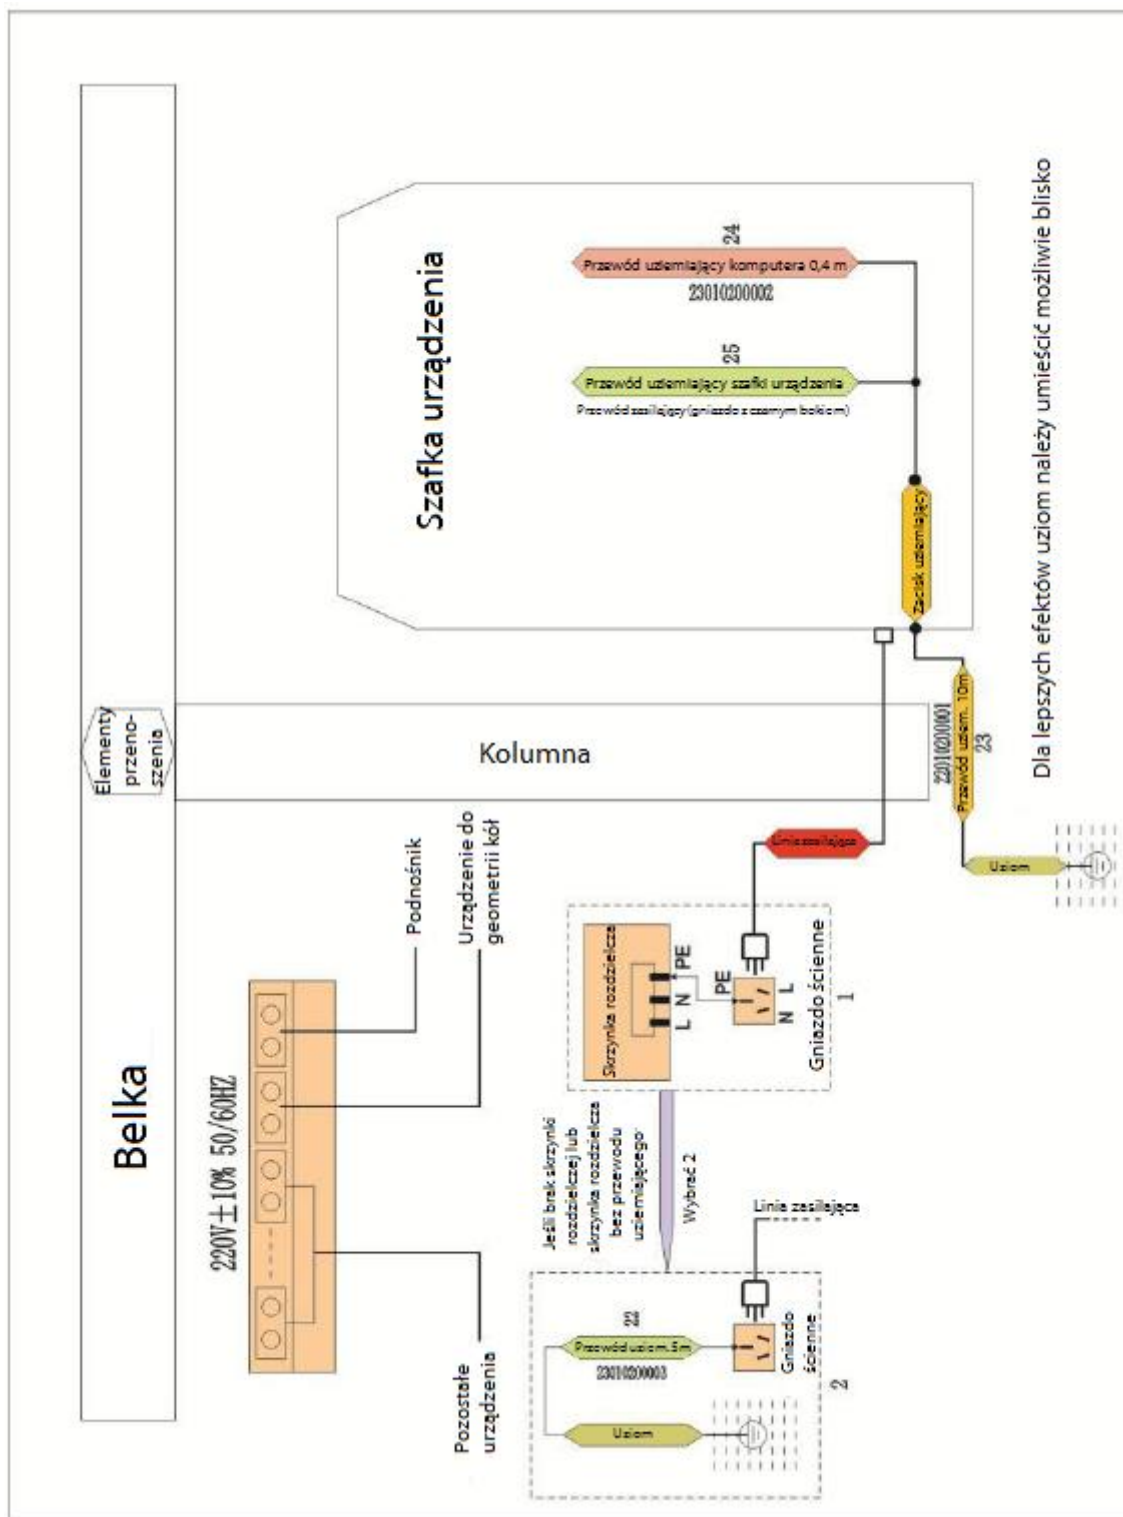 Belka
Elementy
przeno-
szenia
220V±10% 50/60HZ
Pozostałe
urządzenia
Podnośnik
Urządzenie do
geometrii kół
Kolumna
Szafka urządzenia
24
Przewód uziemiający komputera 0,4 m
23010200002
25
Przewód uziemiający szafki urządzenia
Przewód zasilający (gniazdo z czarnym bokiem)
Zacisk uziemiający
22010200001
Przewód uziem. 10m
23
Uziom
Linia zasilająca
Skrzynka rozdzielcza
L N PE
PE
N L
Gniazdo ścienne
1
Jeśli brak skrzynki
rozdzielczej lub
skrzynka rozdzielcza
bez przewodu
uziemiającego
Wybrać 2
Linia zasilająca
22
Przewód uziom. 5m
23010200003
Uziom
Gniazdo
ścienne
2
Dla lepszych efektów uziom należy umieścić możliwie blisko